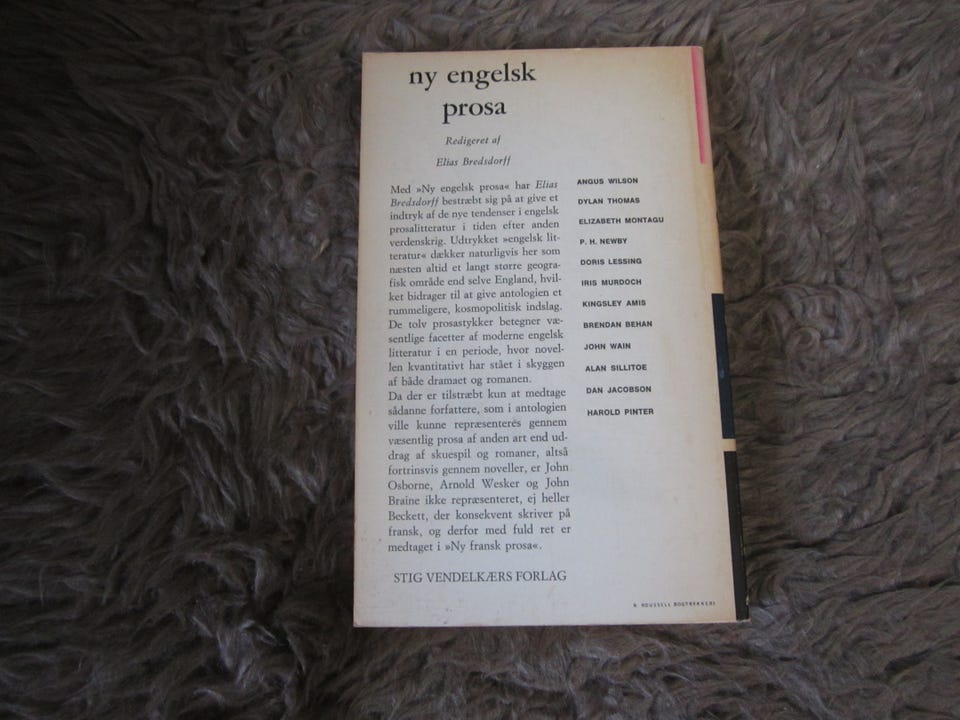 ny engelsk
prosa
Redigeret af
Elias Bredsdorff
Med »Ny engelsk prosa« har Elias
Bredsdorff bestræbt sig på at give et
indtryk af de nye tendenser i engelsk
prosalitteratur i tiden efter anden
verdenskrig. Udtrykket »engelsk lit-
teratur« dækker naturligvis her som
næsten altid et langt større geogra-
fisk område end selve England, hvil-
ket bidrager til at give antologien et
rummeligere, kosmopolitisk indslag.
De tolv prosastykker betegner væ-
sentlige facetter af moderne engelsk
litteratur i en periode, hvor novel-
len kvantitativt har stået i skyggen
af både dramaet og romanen.
Da der er tilstræbt kun at medtage
sådanne forfattere, som i antologien
ville kunne repræsenteres gennem
væsentlig prosa af anden art end ud-
drag af skuespil og romaner, altså
fortrinsvis gennem noveller, er John
Osborne, Arnold Wesker og John
Braine ikke repræsenteret, ej heller
Beckett, der konsekvent skriver på
fransk, og derfor med fuld ret er
medtaget i »Ny fransk prosa«.
STIG VENDELKÆRS FORLAG
ANGUS WILSON
DYLAN THOMAS
ELIZABETH MONTAGU
P. H. NEWBY
DORIS LESSING
IRIS MURDOCH
KINGSLEY AMIS
BRENDAN BEHAN
JOHN WAIN
ALAN SILLITOE
DAN JACOBSON
HAROLD PINTER